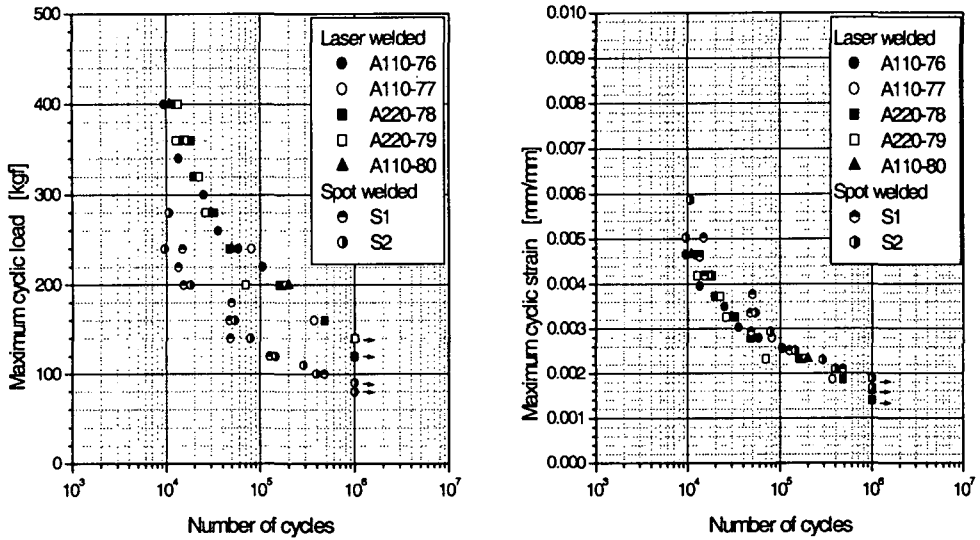 500
400
300
200
100
0
Maximum cyclic load [kgf]
10³ 10⁴ 10⁵ 10⁶ 10⁷
Number of cycles
Laser welded
A110-76
A110-77
A220-78
A220-79
A110-80
Spot welded
S1
S2
0.010
0.009
0.008
0.007
0.006
0.005
0.004
0.003
0.002
0.001
0.000
Maximum cyclic strain [mm/mm]
10³ 10⁴ 10⁵ 10⁶ 10⁷
Number of cycles
Laser welded
A110-76
A110-77
A220-78
A220-79
A110-80
Spot welded
S1
S2